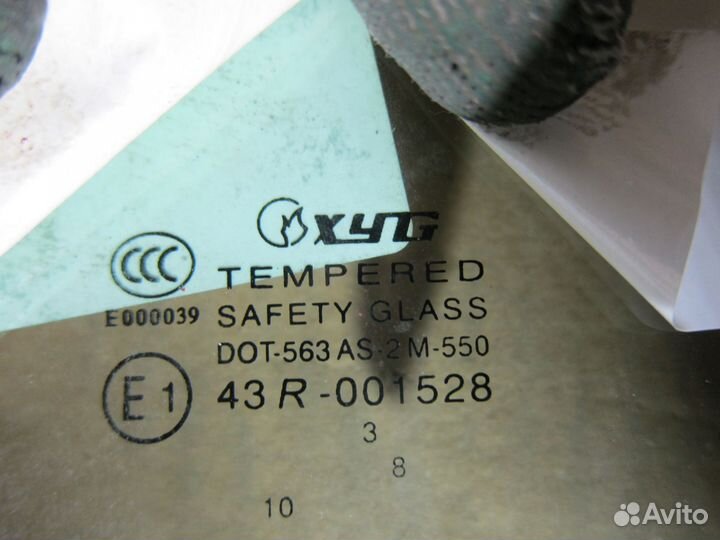 XYG
CCC TEMPERED
E000039 SAFETY GLASS
DOT-563 AS-2 M-550
E1 43R-001528
3
8
10
Avito